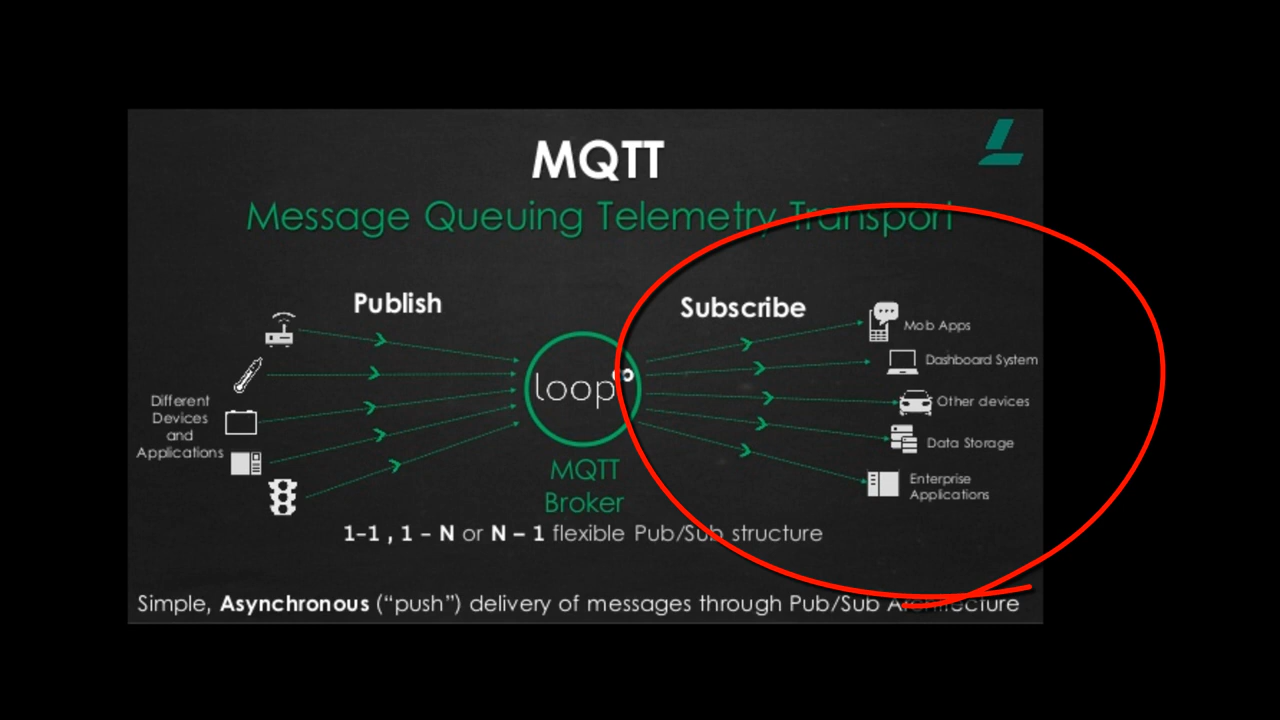 MQTT
Message Queuing Telemetry Transport
Publish
Subscribe
Different
Devices
and
Applications
loop
MQTT
Broker
Mob Apps
Dashboard System
Other devices
Data Storage
Enterprise
Applications
1-1 , 1 - N or N – 1 flexible Pub/Sub structure
Simple, Asynchronous (“push”) delivery of messages through Pub/Sub Architecture